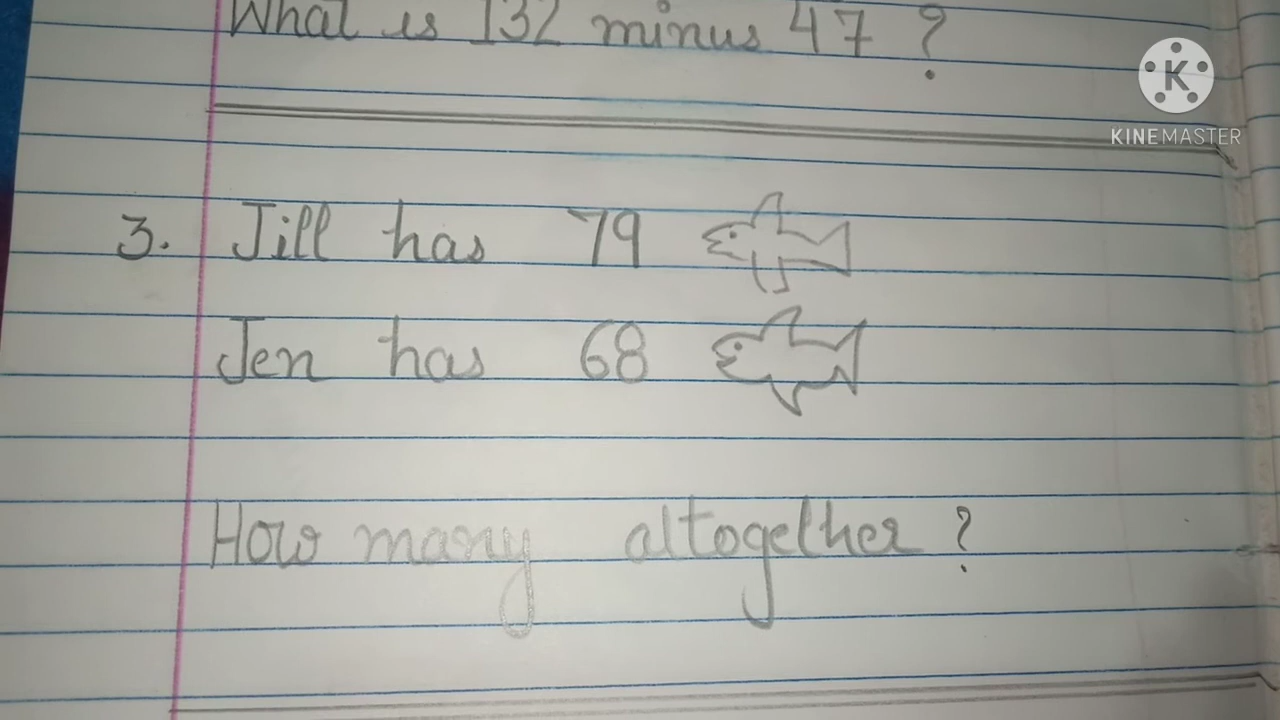 What is 132 minus 47 ?
KINEMASTER
3. Jill has 79
Jen has 68
How many altogether ?